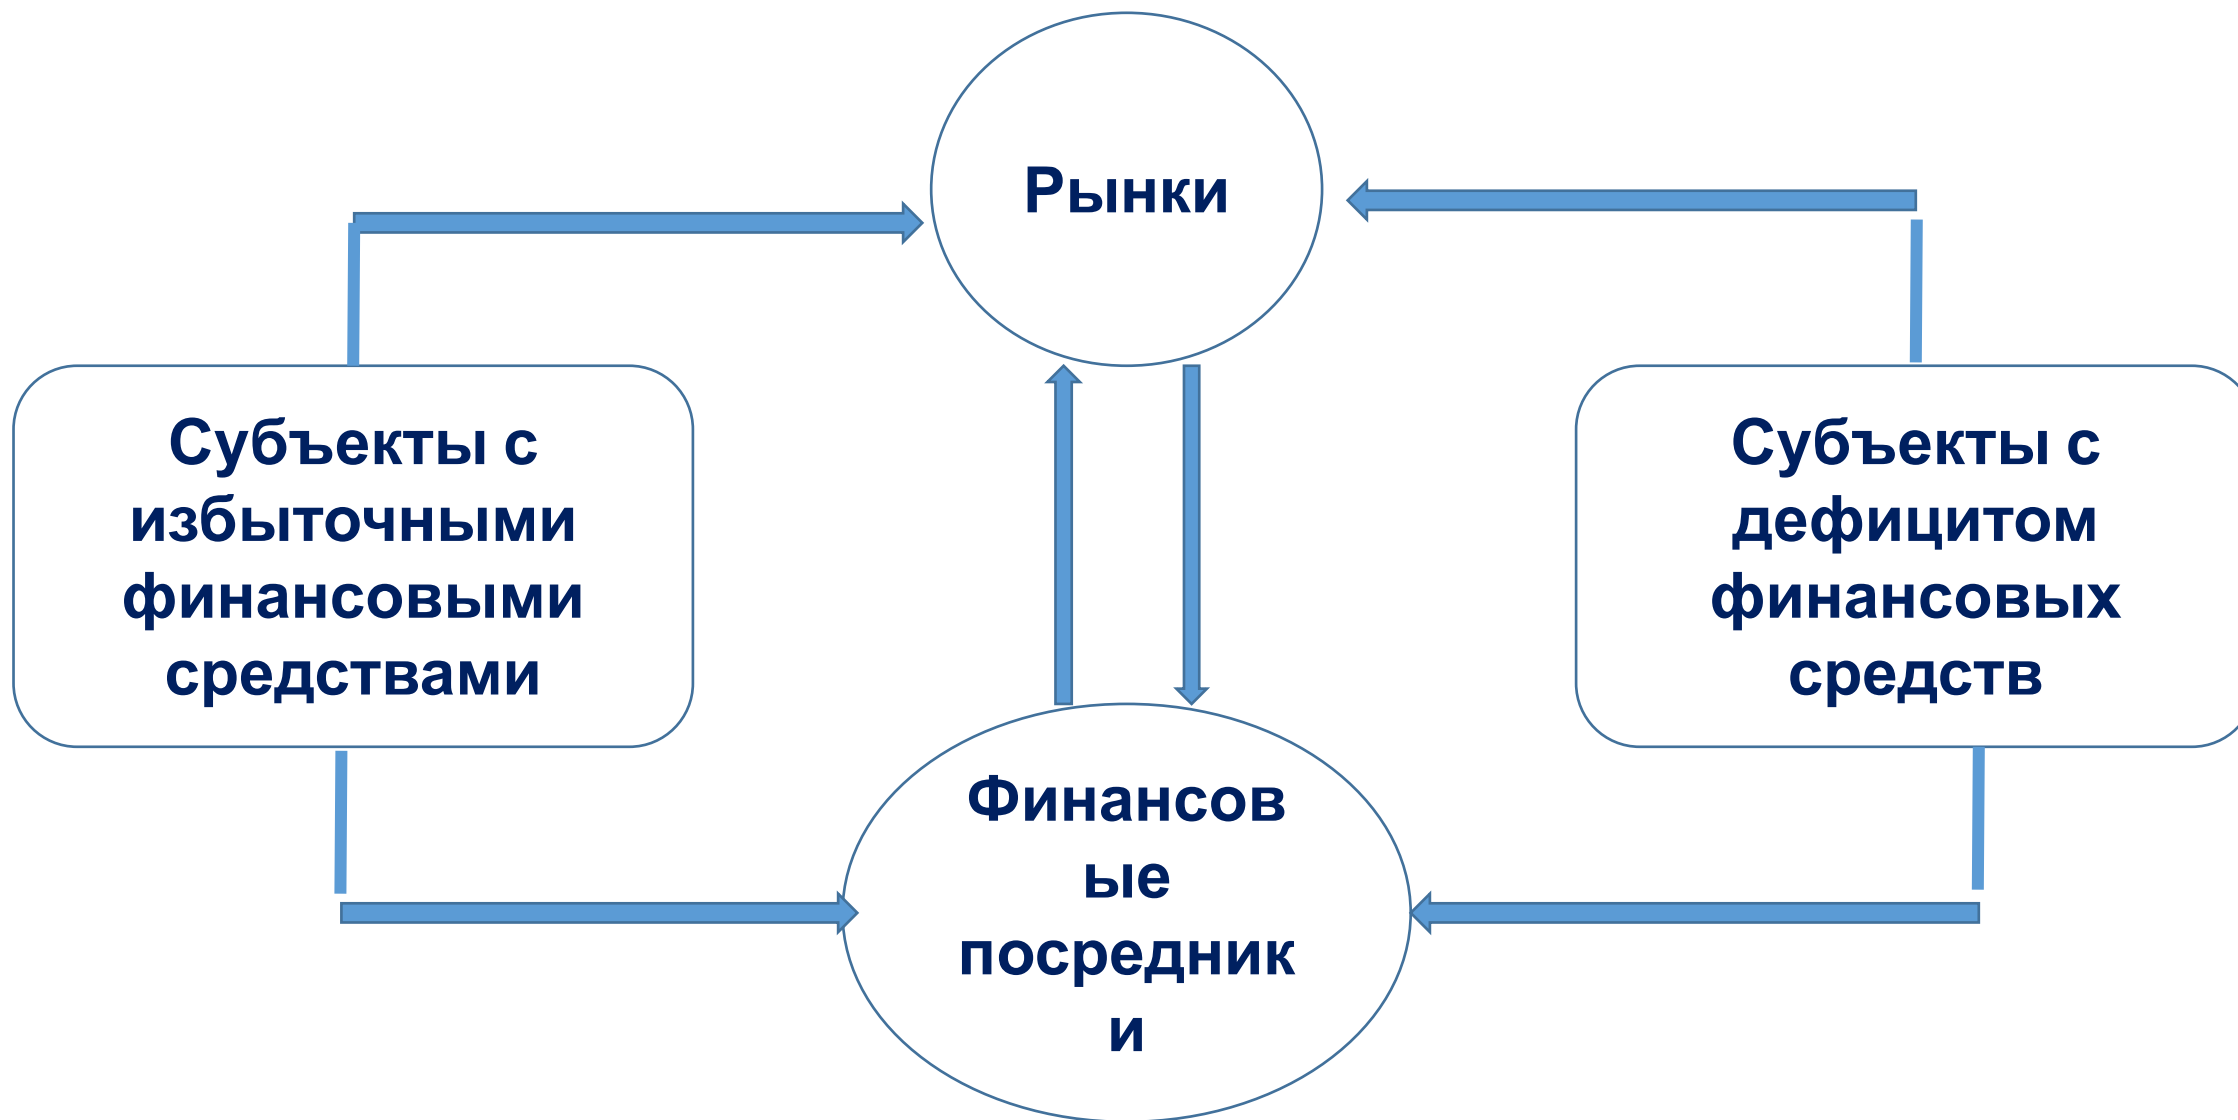 Рынки
Субъекты с
избыточными
финансовыми
средствами
Субъекты с
дефицитом
финансовых
средств
Финансов
ые
посредник
и